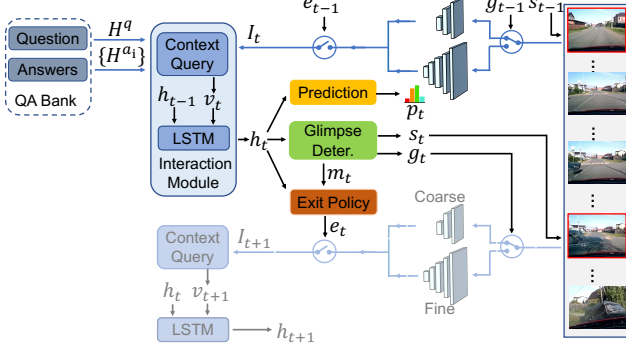 Question
Answers
QA Bank
H^q
{H^{a_i}}
Context
Query
h_{t-1} v_t
LSTM
Interaction
Module
I_t
e_{t-1}
g_{t-1} s_{t-1}
h_t
Prediction
p_t
Glimpse
Deter.
s_t
g_t
m_t
Exit Policy
e_t
Coarse
Fine
I_{t+1}
Context
Query
h_t v_{t+1}
LSTM
h_{t+1}